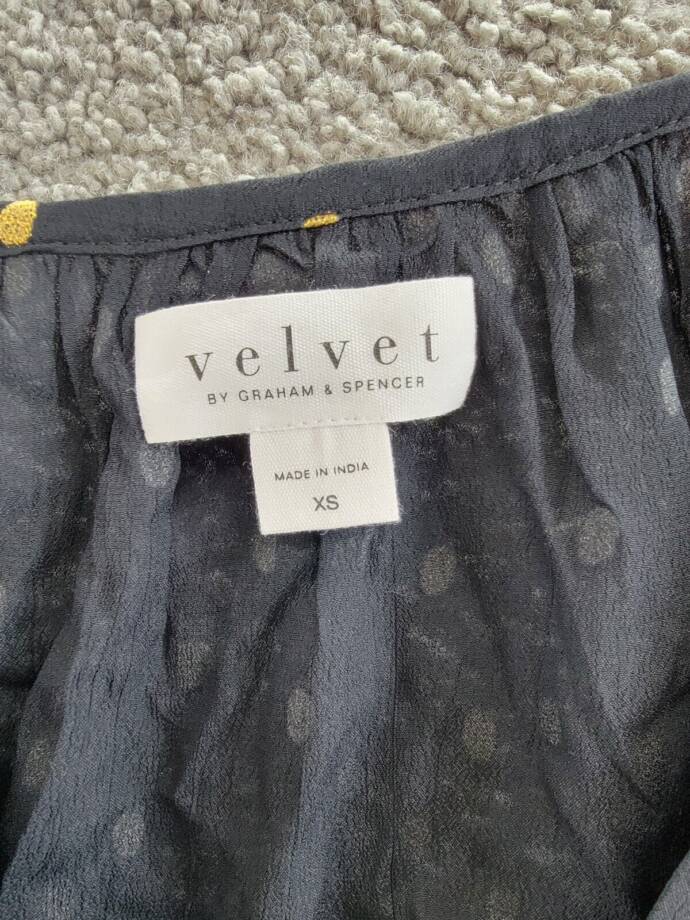 velvet
BY GRAHAM & SPENCER
MADE IN INDIA
XS